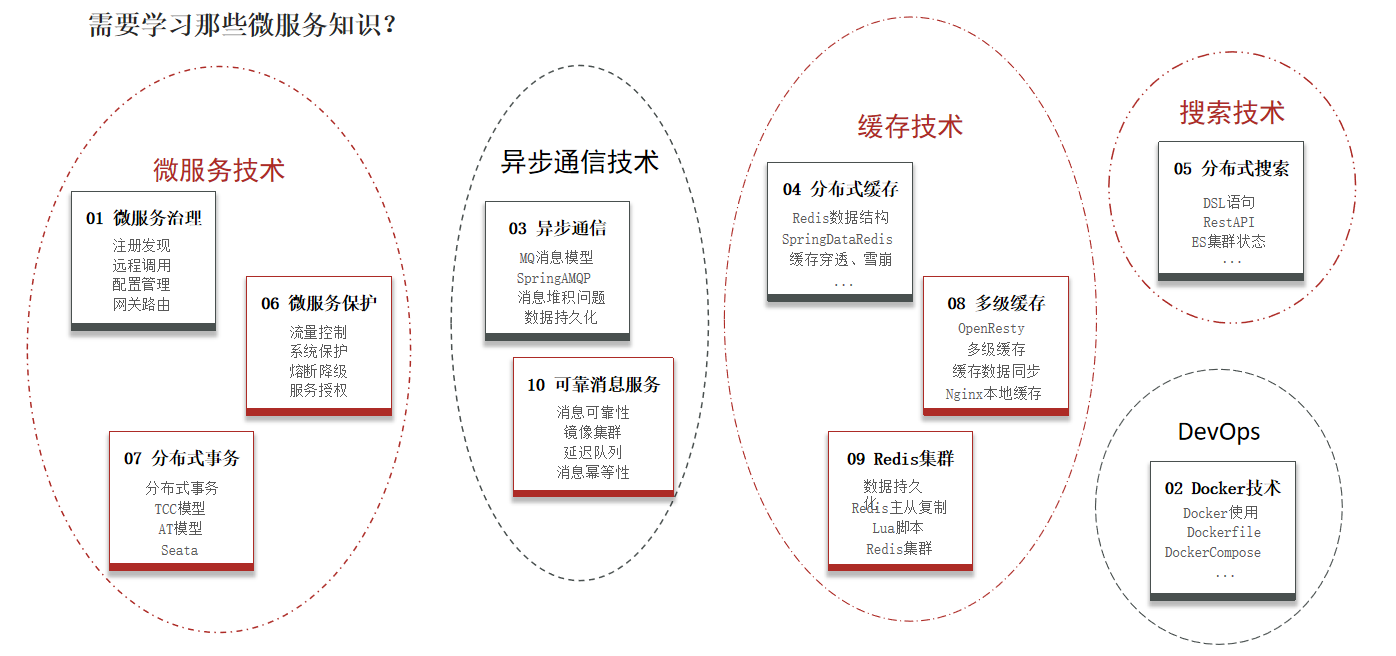 需要学习那些微服务知识？
微服务技术
01 微服务治理
注册发现
远程调用
配置管理
网关路由
06 微服务保护
流量控制
系统保护
熔断降级
服务授权
07 分布式事务
分布式事务
TCC模型
AT模型
Seata
异步通信技术
03 异步通信
MQ消息模型
SpringAMQP
消息堆积问题
数据持久化
10 可靠消息服务
消息可靠性
镜像集群
延迟队列
消息幂等性
缓存技术
04 分布式缓存
Redis数据结构
SpringDataRedis
缓存穿透、雪崩
...
08 多级缓存
OpenResty
多级缓存
缓存数据同步
Nginx本地缓存
09 Redis集群
数据持久
化
Redis主从复制
Lua脚本
Redis集群
搜索技术
05 分布式搜索
DSL语句
RestAPI
ES集群状态
...
DevOps
02 Docker技术
Docker使用
Dockerfile
DockerCompose
...